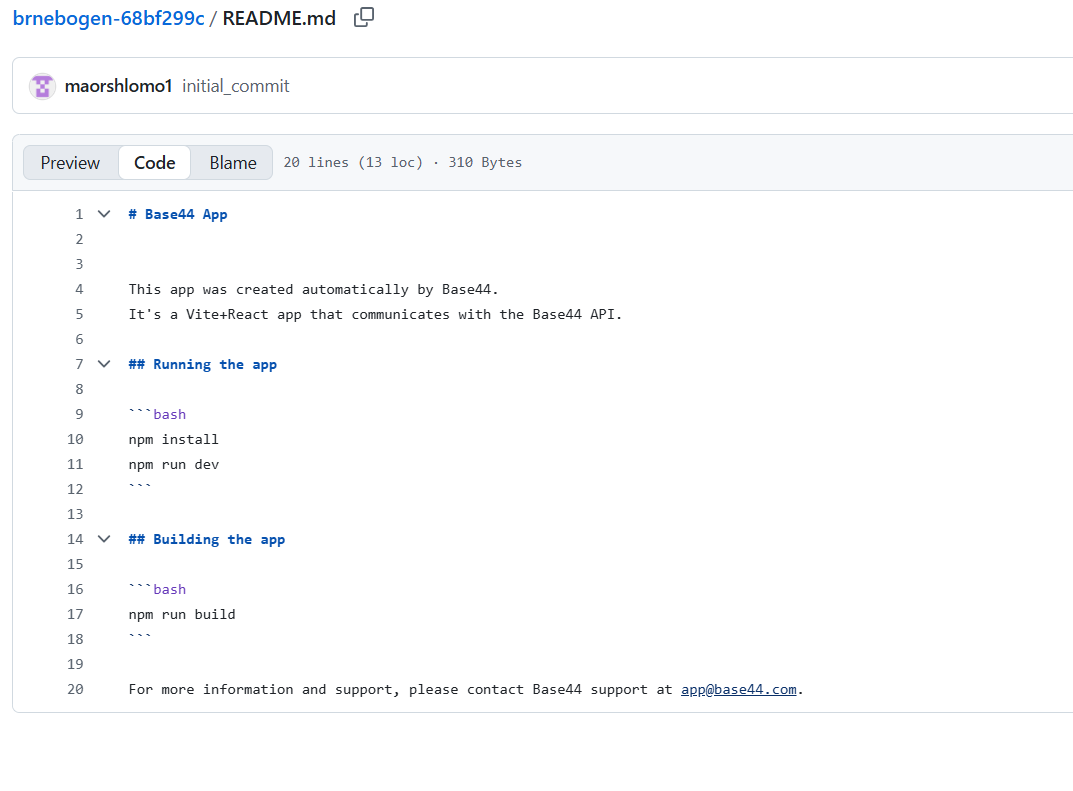 brnebogen-68bf299c / README.md
maorshlomo1 initial_commit
Preview Code Blame 20 lines (13 loc) · 310 Bytes
1 # Base44 App
2
3
4 This app was created automatically by Base44.
5 It's a Vite+React app that communicates with the Base44 API.
6
7 ## Running the app
8
9 ```bash
10 npm install
11 npm run dev
12 ```
13
14 ## Building the app
15
16 ```bash
17 npm run build
18 ```
19
20 For more information and support, please contact Base44 support at app@base44.com.